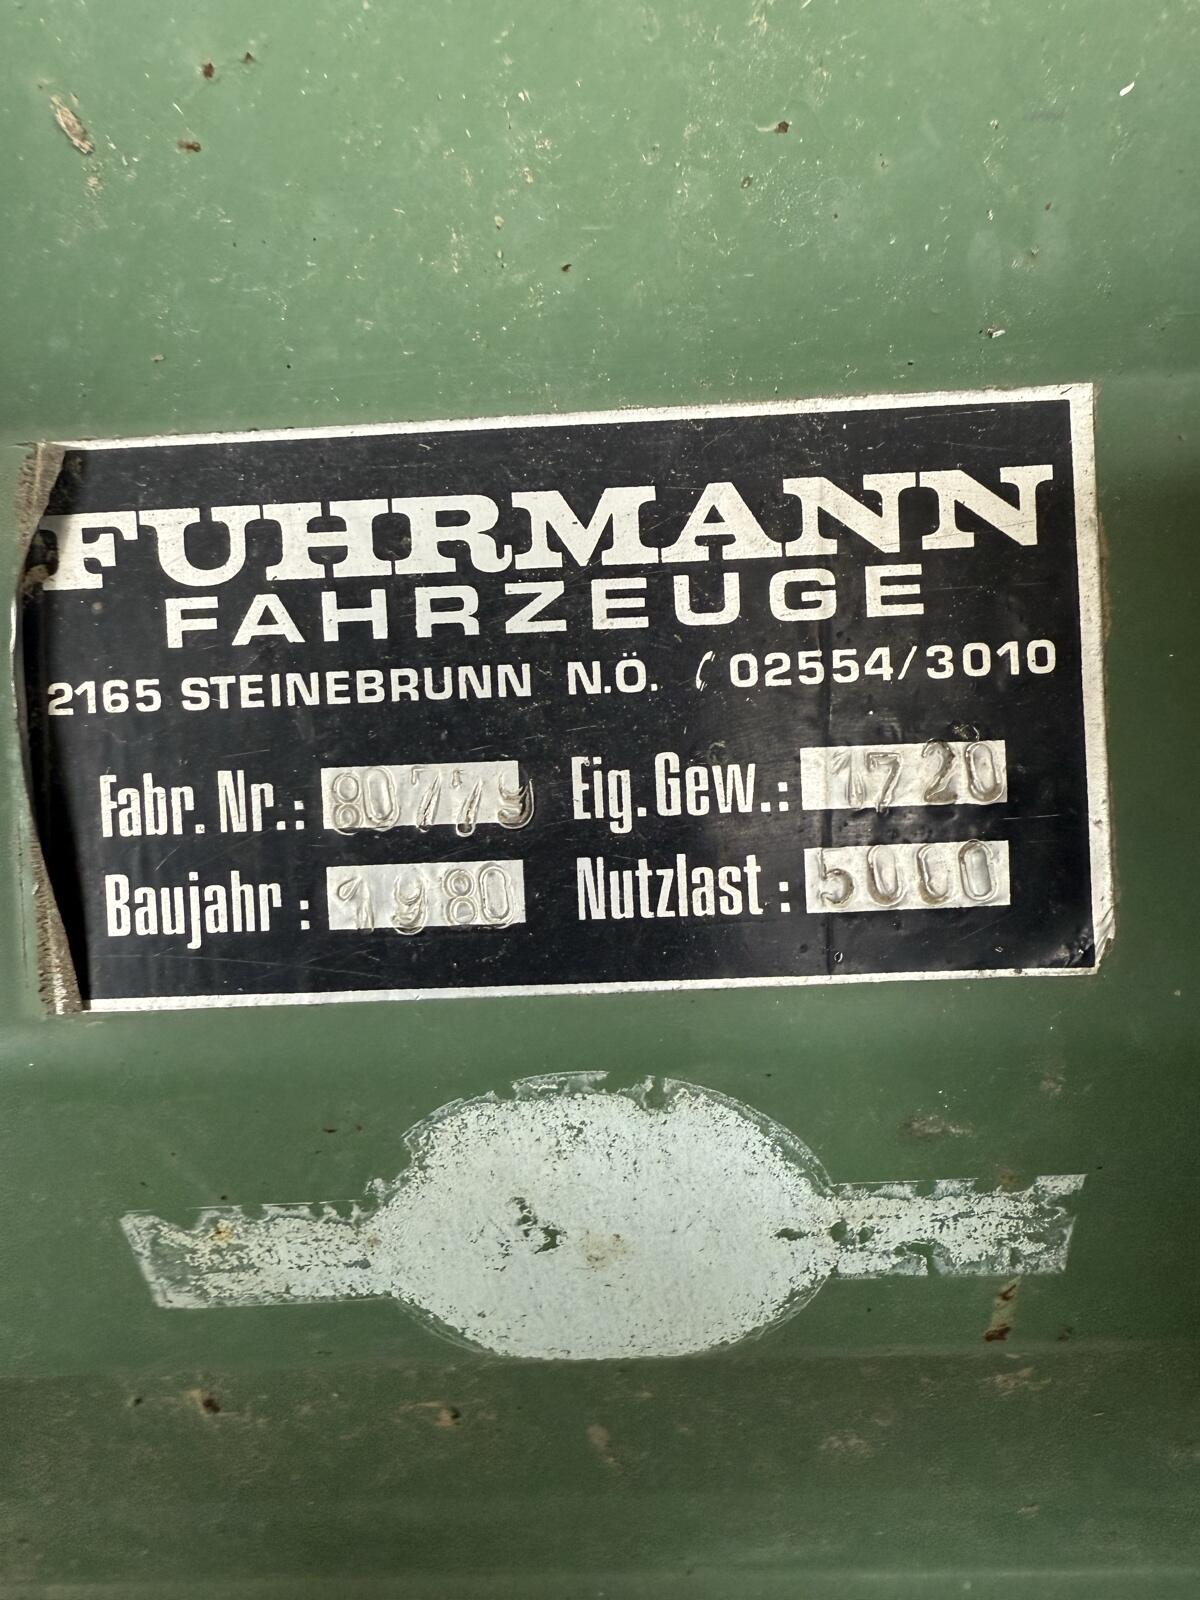 FUHRMANN
FAHRZEUGE
2165 STEINEBRUNN N.Ö. 02554/3010
Fabr. Nr.: 80779 Eig.Gew.: 1720
Baujahr: 1980 Nutzlast: 5000